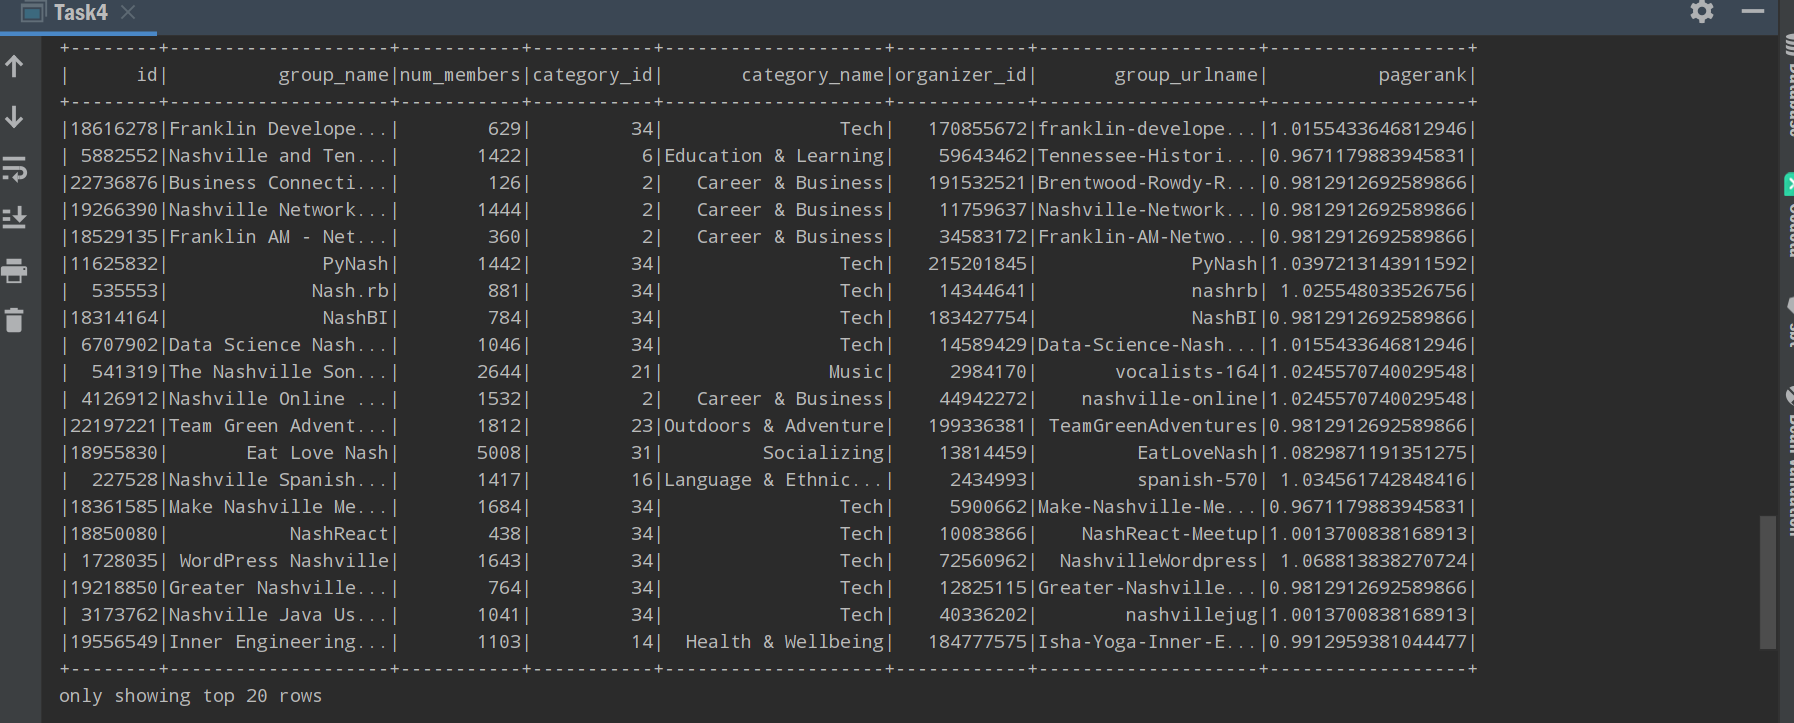 Task4
+--------+--------------------+-----------+-----------+--------------------+------------+--------------------+------------------+
|      id|          group_name|num_members|category_id|       category_name|organizer_id|       group_urlname|          pagerank|
+--------+--------------------+-----------+-----------+--------------------+------------+--------------------+------------------+
|18616278|Franklin Develope...|        629|         34|                Tech|   170855672|franklin-develope...|1.0155433646812946|
| 5882552|Nashville and Ten...|       1422|          6|Education & Learning|    59643462|Tennessee-Histori...|0.9671179883945831|
|22736876|Business Connecti...|        126|          2|   Career & Business|   191532521|Brentwood-Rowdy-R...|0.9812912692589866|
|19266390|Nashville Network...|       1444|          2|   Career & Business|    11759637|Nashville-Network...|0.9812912692589866|
|18529135|Franklin AM - Net...|        360|          2|   Career & Business|    34583172|Franklin-AM-Netwo...|0.9812912692589866|
|11625832|              PyNash|       1442|         34|                Tech|   215201845|              PyNash|1.0397213143911592|
|  535553|             Nash.rb|        881|         34|                Tech|    14344641|              nashrb| 1.025548033526756|
|18314164|              NashBI|        784|         34|                Tech|   183427754|              NashBI|0.9812912692589866|
| 6707902|Data Science Nash...|       1046|         34|                Tech|    14589429|Data-Science-Nash...|1.0155433646812946|
|  541319|The Nashville Son...|       2644|         21|               Music|     2984170|       vocalists-164|1.0245570740029548|
| 4126912|Nashville Online ...|       1532|          2|   Career & Business|    44942272|    nashville-online|1.0245570740029548|
|22197221|Team Green Advent...|       1812|         23|Outdoors & Adventure|   199336381| TeamGreenAdventures|0.9812912692589866|
|18955830|       Eat Love Nash|       5008|         31|         Socializing|    13814459|         EatLoveNash|1.0829871191351275|
|  227528|Nashville Spanish...|       1417|         16|Language & Ethnic...|     2434993|         spanish-570| 1.034561742848416|
|18361585|Make Nashville Me...|       1684|         34|                Tech|     5900662|Make-Nashville-Me...|0.9671179883945831|
|18850080|           NashReact|        438|         34|                Tech|    10083866|    NashReact-Meetup|1.0013700838168913|
| 1728035| WordPress Nashville|       1643|         34|                Tech|    72560962|  NashvilleWordpress| 1.068813838270724|
|19218850|Greater Nashville...|        764|         34|                Tech|    12825115|Greater-Nashville...|0.9812912692589866|
| 3173762|Nashville Java Us...|       1041|         34|                Tech|    40336202|        nashvillejug|1.0013700838168913|
|19556549|Inner Engineering...|       1103|         14|  Health & Wellbeing|   184777575|Isha-Yoga-Inner-E...|0.9912959381044477|
+--------+--------------------+-----------+-----------+--------------------+------------+--------------------+------------------+
only showing top 20 rows